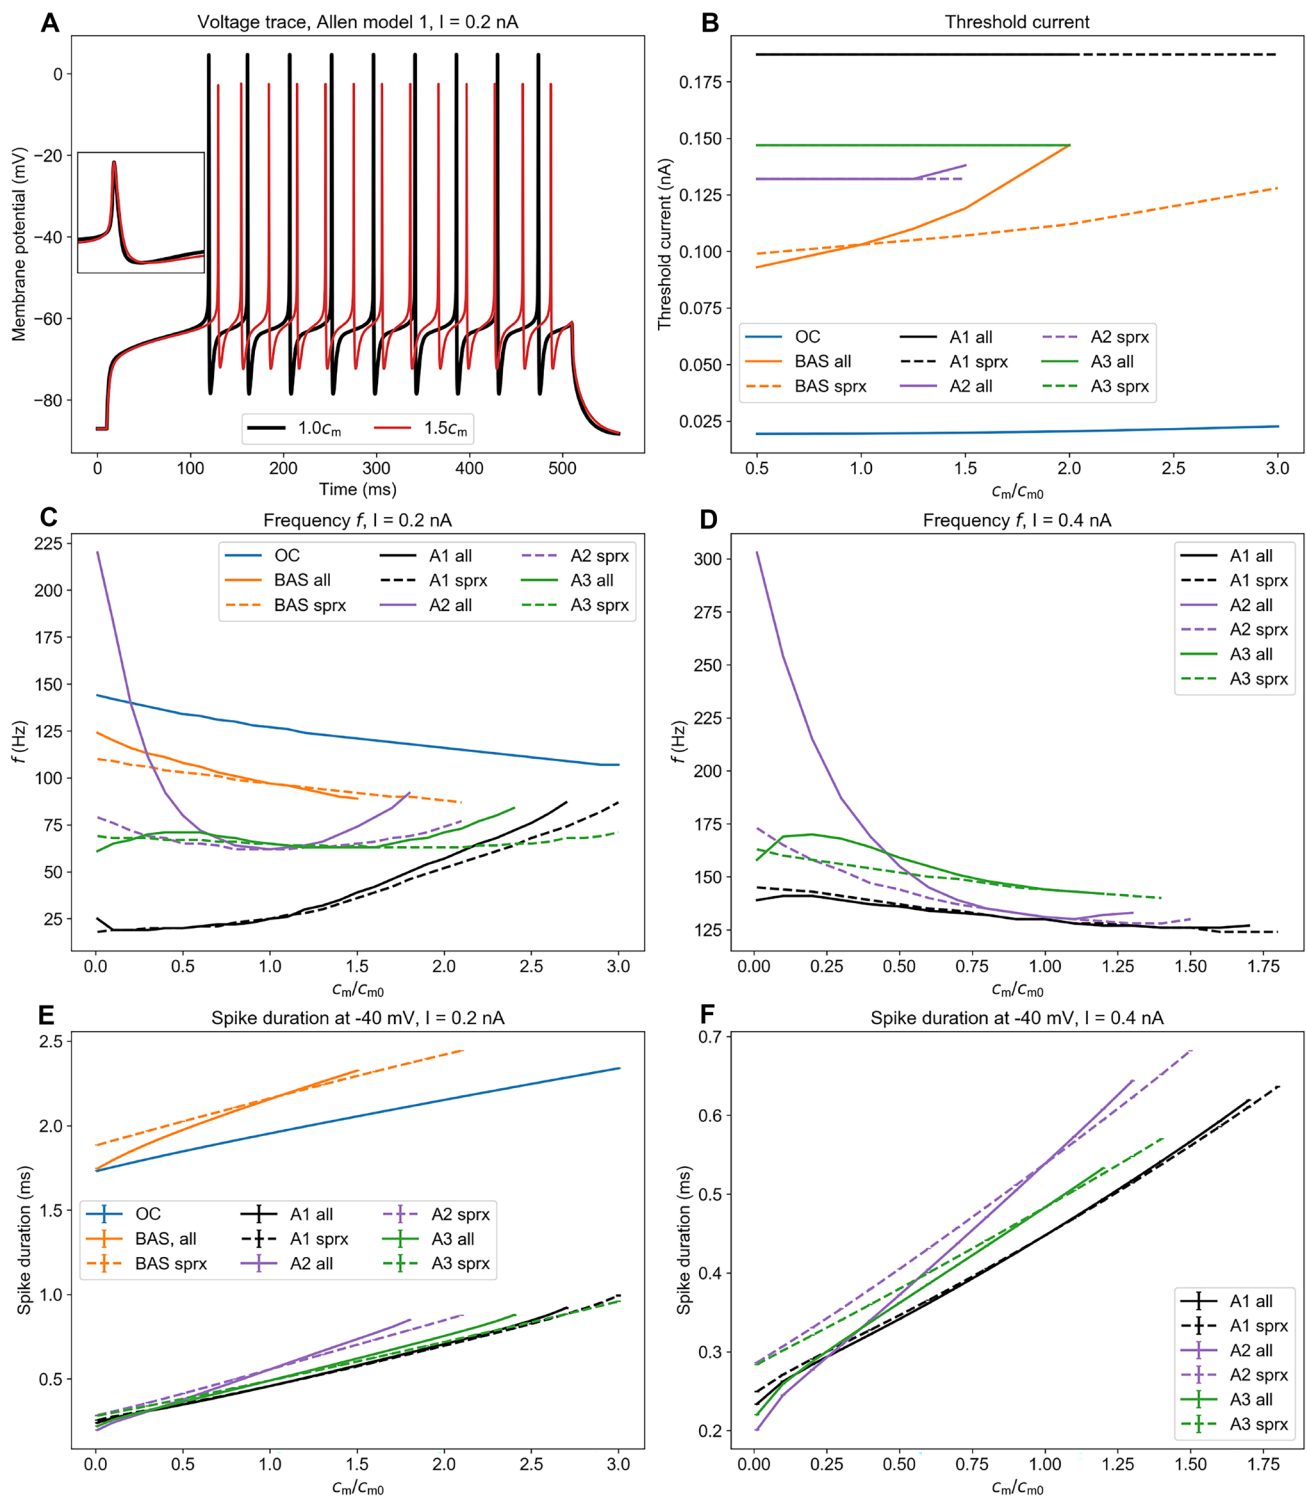 A
Voltage trace, Allen model 1, I = 0.2 nA
Membrane potential (mV)
0
−20
−40
−60
−80
1.0cm
1.5cm
0 100 200 300 400 500
Time (ms)
B
Threshold current
Threshold current (nA)
0.175
0.150
0.125
0.100
0.075
0.050
0.025
OC A1 all A2 sprx
BAS all A1 sprx A3 all
BAS sprx A2 all A3 sprx
0.5 1.0 1.5 2.0 2.5 3.0
cm/cm0
C
Frequency f, I = 0.2 nA
f (Hz)
225
200
175
150
125
100
75
50
25
OC A1 all A2 sprx
BAS all A1 sprx A3 all
BAS sprx A2 all A3 sprx
0.0 0.5 1.0 1.5 2.0 2.5 3.0
cm/cm0
D
Frequency f, I = 0.4 nA
f (Hz)
300
275
250
225
200
175
150
125
A1 all
A1 sprx
A2 all
A2 sprx
A3 all
A3 sprx
0.00 0.25 0.50 0.75 1.00 1.25 1.50 1.75
cm/cm0
E
Spike duration at -40 mV, I = 0.2 nA
Spike duration (ms)
2.5
2.0
1.5
1.0
0.5
OC A1 all A2 sprx
BAS, all A1 sprx A3 all
BAS sprx A2 all A3 sprx
0.0 0.5 1.0 1.5 2.0 2.5 3.0
cm/cm0
F
Spike duration at -40 mV, I = 0.4 nA
Spike duration (ms)
0.7
0.6
0.5
0.4
0.3
0.2
A1 all
A1 sprx
A2 all
A2 sprx
A3 all
A3 sprx
0.00 0.25 0.50 0.75 1.00 1.25 1.50 1.75
cm/cm0